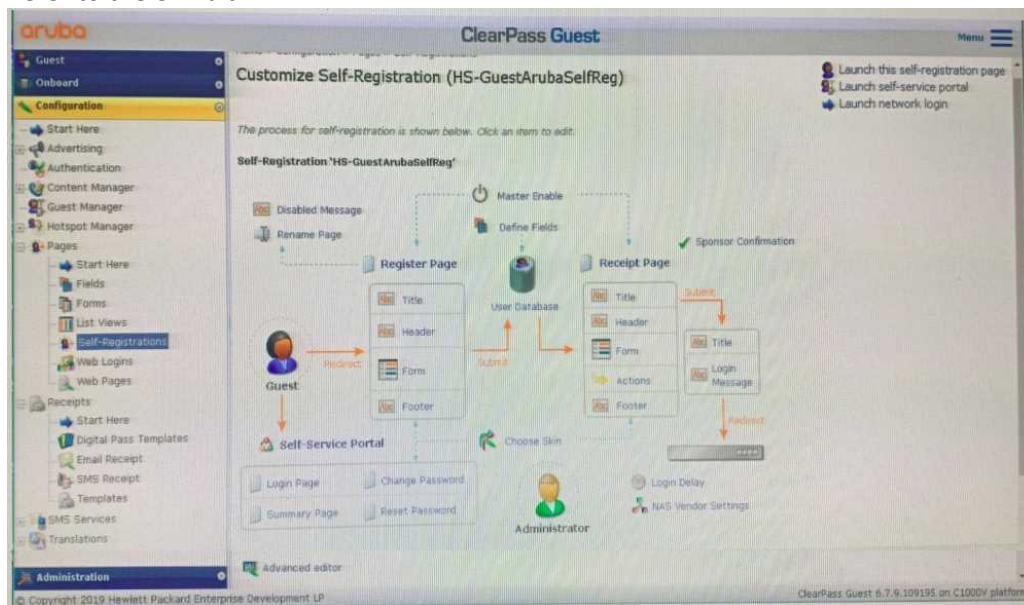 aruba
ClearPass Guest
Menu
Guest
Onboard
Configuration
Start Here
Advertising
Authentication
Content Manager
Guest Manager
Hotspot Manager
Pages
Start Here
Fields
Forms
List Views
Self-Registrations
Web Logins
Web Pages
Receipts
Start Here
Digital Pass Templates
Email Receipt
SMS Receipt
Templates
SMS Services
Translations
Administration
Customize Self-Registration (HS-GuestArubaSelfReg)
Launch this self-registration page
Launch self-service portal
Launch network login
The process for self-registration is shown below. Click an item to edit.
Self-Registration 'HS-GuestArubaSelfReg'
Master Enable
Disabled Message
Rename Page
Define Fields
Sponsor Confirmation
Register Page
Title
Header
Form
Footer
User Database
Receipt Page
Title
Header
Form
Actions
Footer
Submit
Title
Login Message
Guest
Redirect
Submit
Redirect
Self-Service Portal
Choose Skin
Login Page
Change Password
Summary Page
Reset Password
Administrator
Login Delay
NAS Vendor Settings
Advanced editor
© Copyright 2019 Hewlett Packard Enterprise Development LP
ClearPass Guest 6.7.9.109195 on C1000V platform